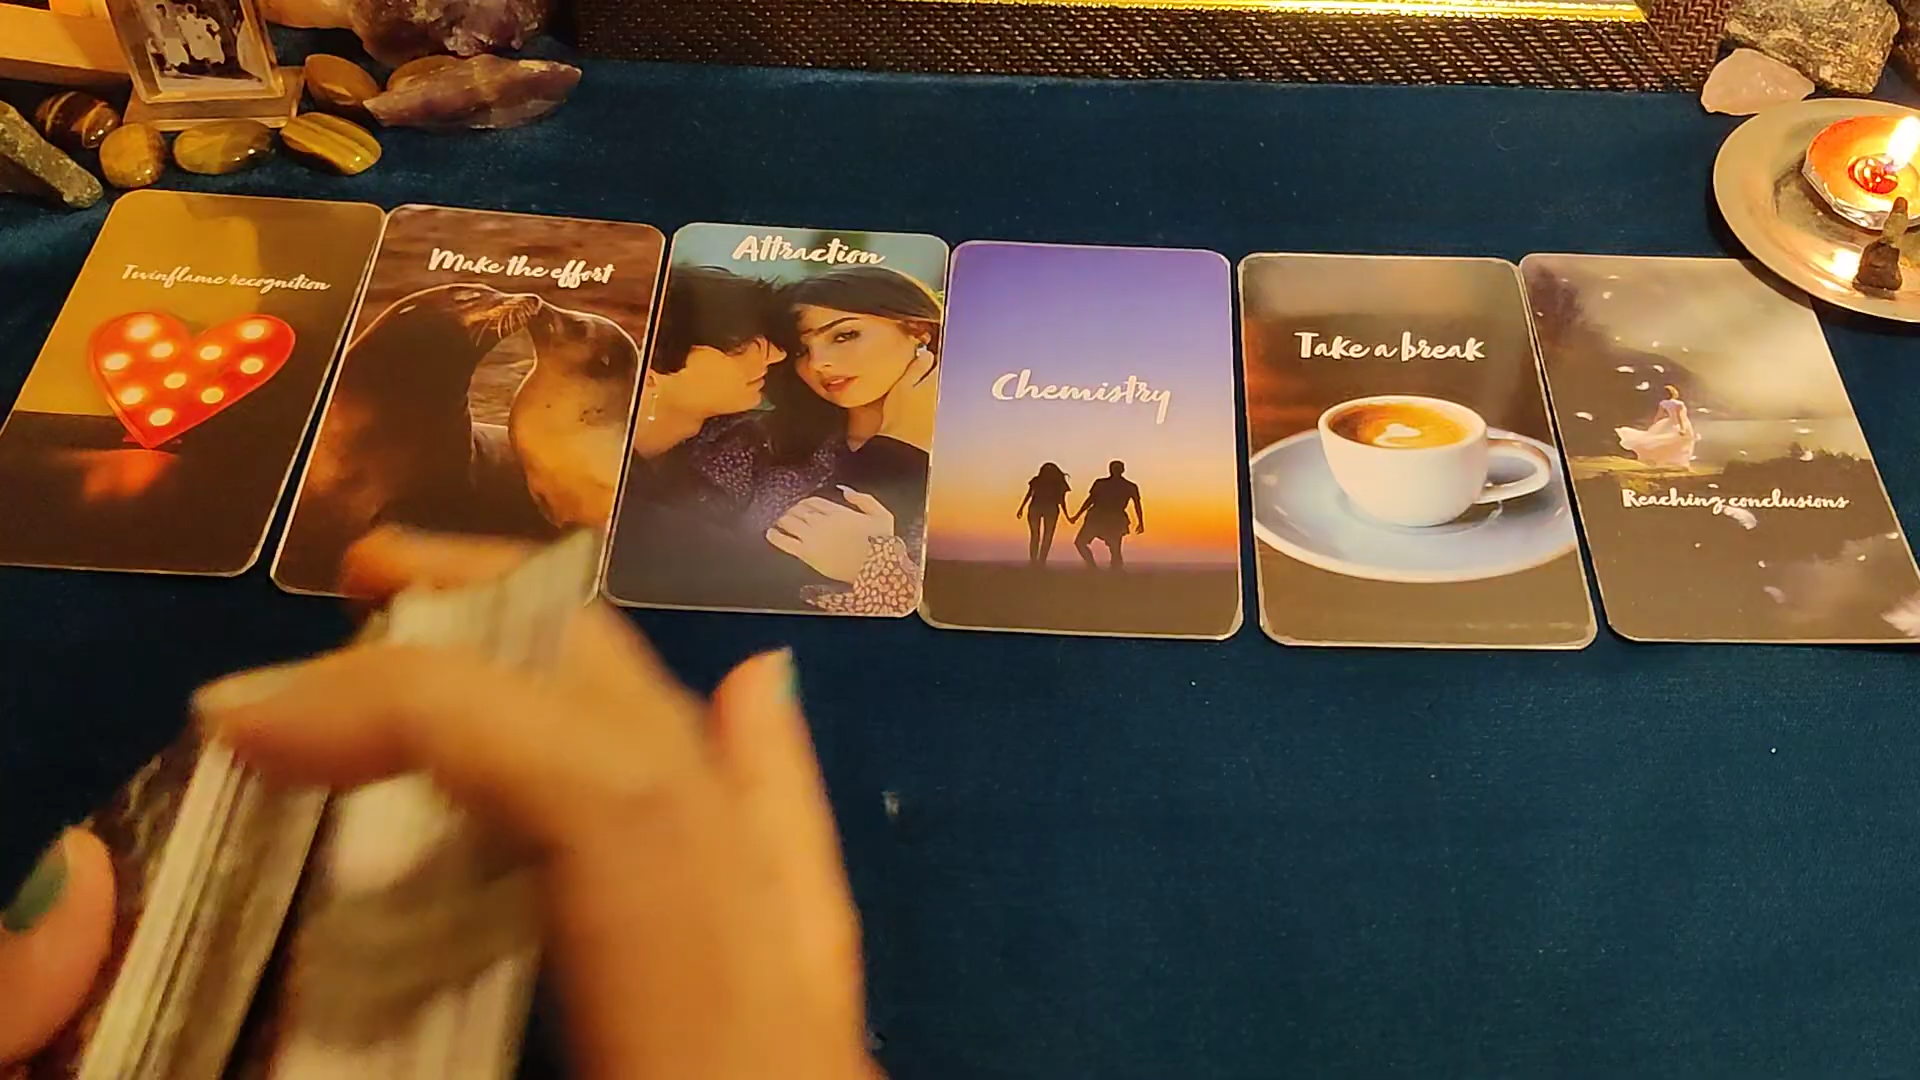 Twinflame recognition
Make the effort
Attraction
Chemistry
Take a break
Reaching conclusions